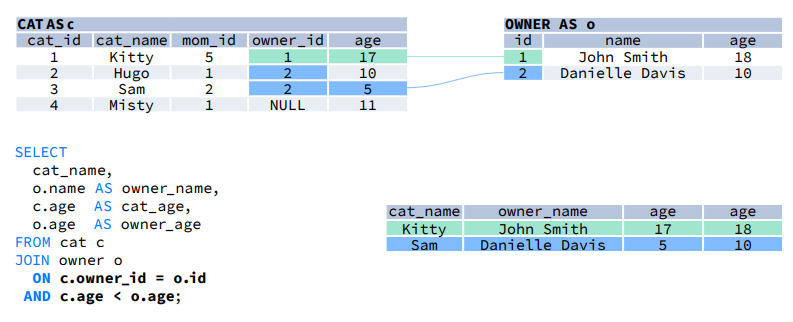 CAT AS c
cat_id cat_name mom_id owner_id age
1 Kitty 5 1 17
2 Hugo 1 2 10
3 Sam 2 2 5
4 Misty 1 NULL 11
OWNER AS o
id name age
1 John Smith 18
2 Danielle Davis 10
SELECT
cat_name,
o.name AS owner_name,
c.age AS cat_age,
o.age AS owner_age
FROM cat c
JOIN owner o
ON c.owner_id = o.id
AND c.age < o.age;
cat_name owner_name age age
Kitty John Smith 17 18
Sam Danielle Davis 5 10